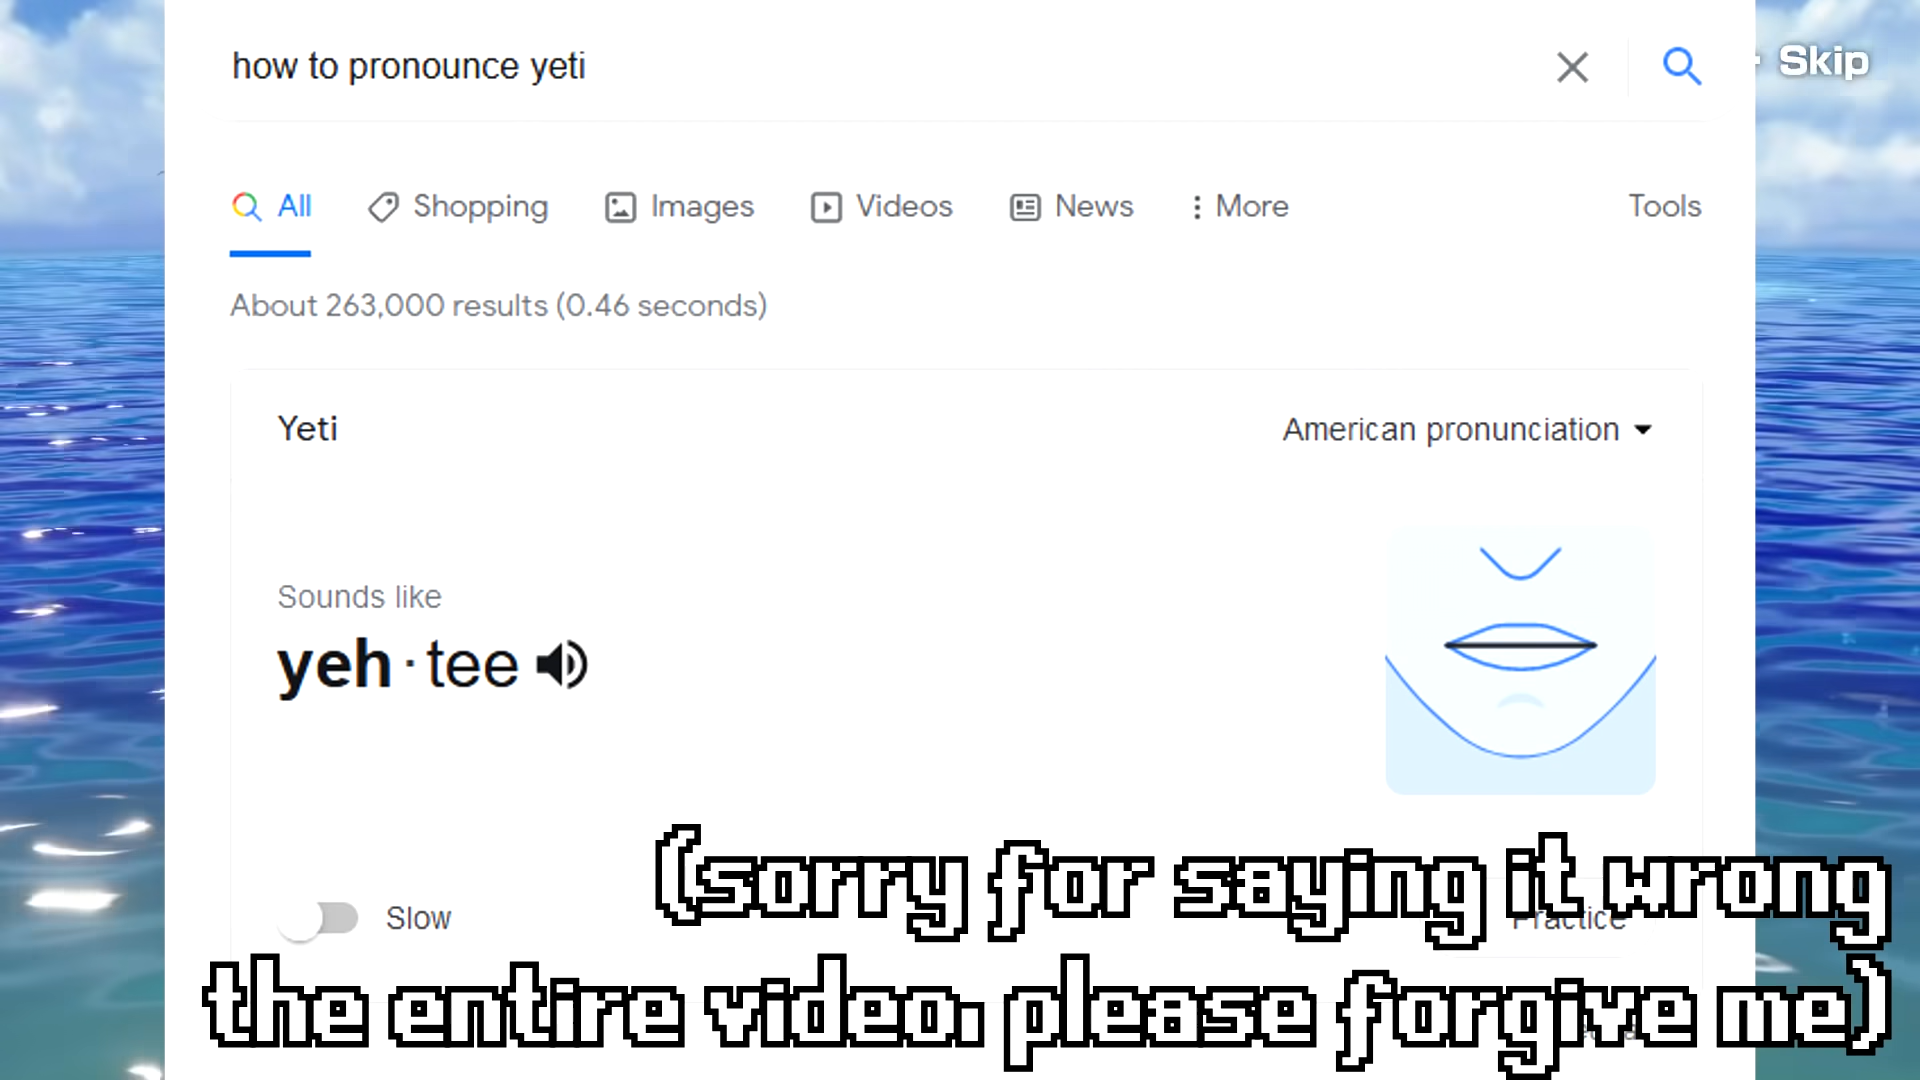 how to pronounce yeti
Skip
All Shopping Images Videos News More Tools
About 263,000 results (0.46 seconds)
Yeti American pronunciation
Sounds like
yeh · tee
Slow
Practice
(sorry for saying it wrong
the entire video. please forgive me)